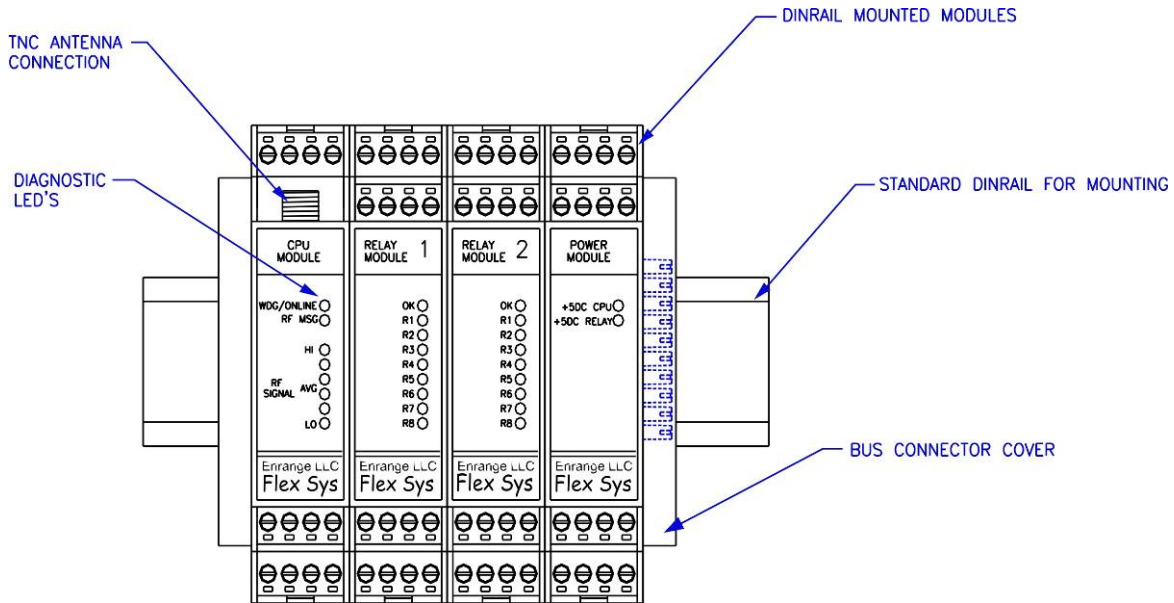 DINRAIL MOUNTED MODULES
TNC ANTENNA
CONNECTION
DIAGNOSTIC
LED'S
STANDARD DINRAIL FOR MOUNTING
BUS CONNECTOR COVER
CPU
MODULE
WDG/ONLINE
RF MSG
HI
RF
SIGNAL
AVG
LO
Enrange LLC
Flex Sys
RELAY
MODULE 1
OK
R1
R2
R3
R4
R5
R6
R7
R8
Enrange LLC
Flex Sys
RELAY
MODULE 2
OK
R1
R2
R3
R4
R5
R6
R7
R8
Enrange LLC
Flex Sys
POWER
MODULE
+5DC CPU
+5DC RELAY
Enrange LLC
Flex Sys